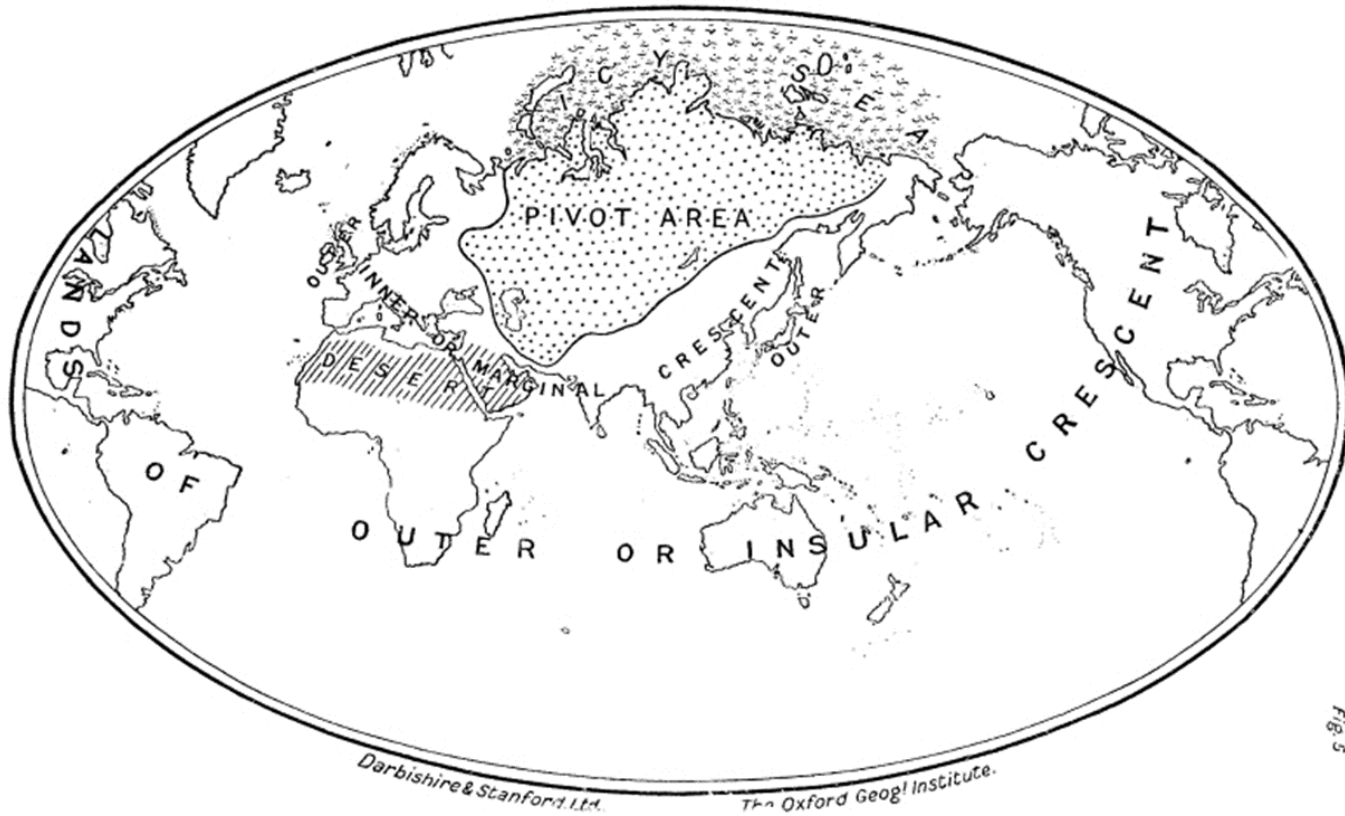 ICY SEA
PIVOT AREA
OUTER
INNER OR MARGINAL CRESCENT
OUTER
DESERT
LANDS OF OUTER OR INSULAR CRESCENT
Fig. 5
Darbishire & Stanford. Ltd.
The Oxford Geog! Institute.